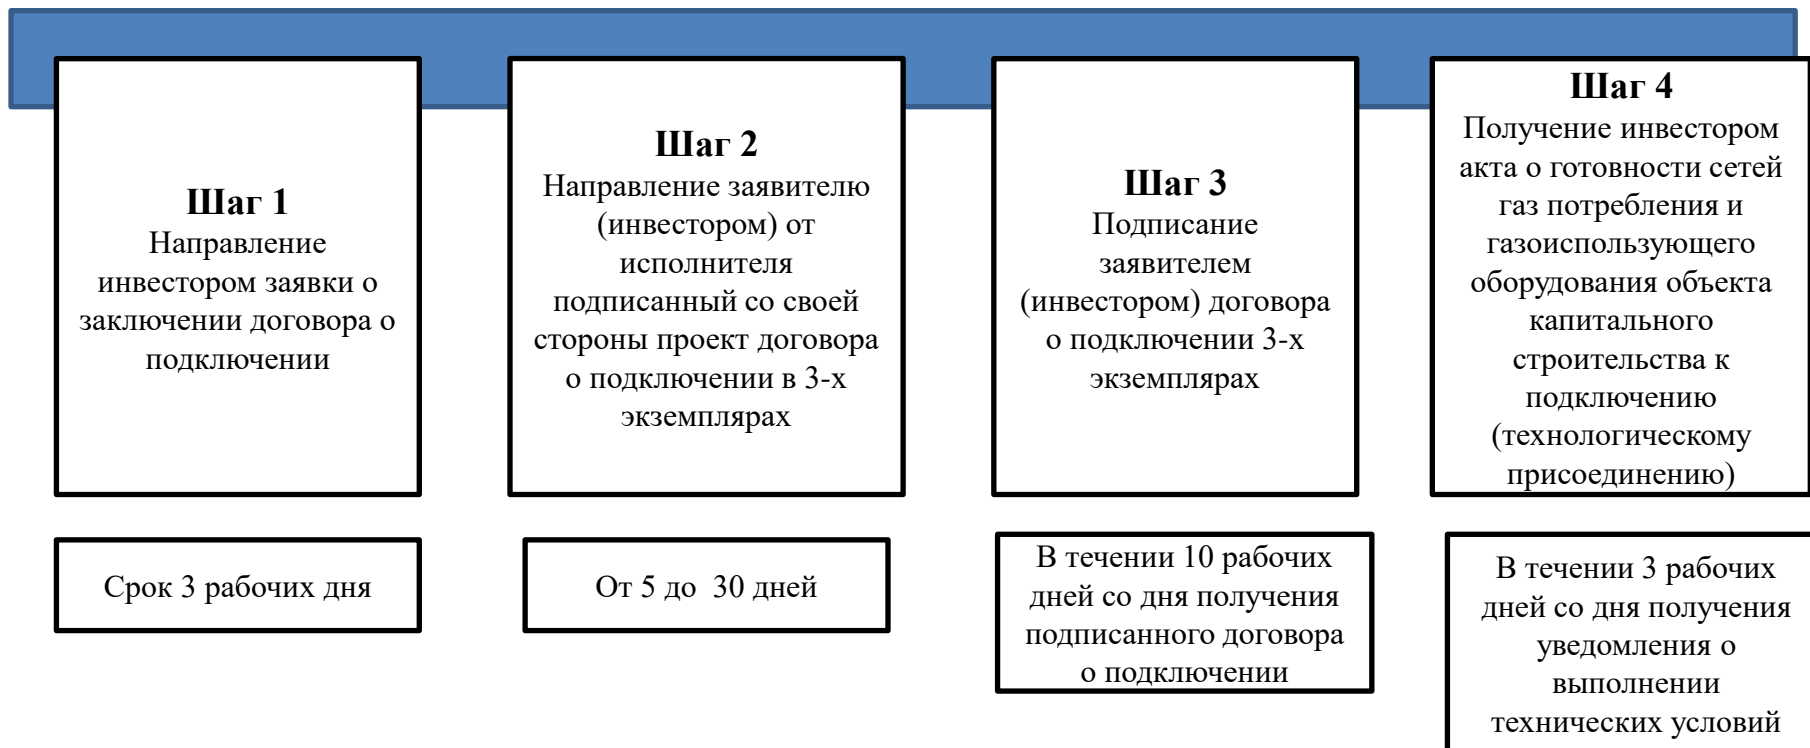 Шаг 1
Направление
инвестором заявки о
заключении договора о
подключении
Срок 3 рабочих дня
Шаг 2
Направление заявителю
(инвестором) от
исполнителя
подписанный со своей
стороны проект договора
о подключении в 3-х
экземплярах
От 5 до 30 дней
Шаг 3
Подписание
заявителем
(инвестором) договора
о подключении 3-х
экземплярах
В течении 10 рабочих
дней со дня получения
подписанного договора
о подключении
Шаг 4
Получение инвестором
акта о готовности сетей
газ потребления и
газоиспользующего
оборудования объекта
капитального
строительства к
подключению
(технологическому
присоединению)
В течении 3 рабочих
дней со дня получения
уведомления о
выполнении
технических условий